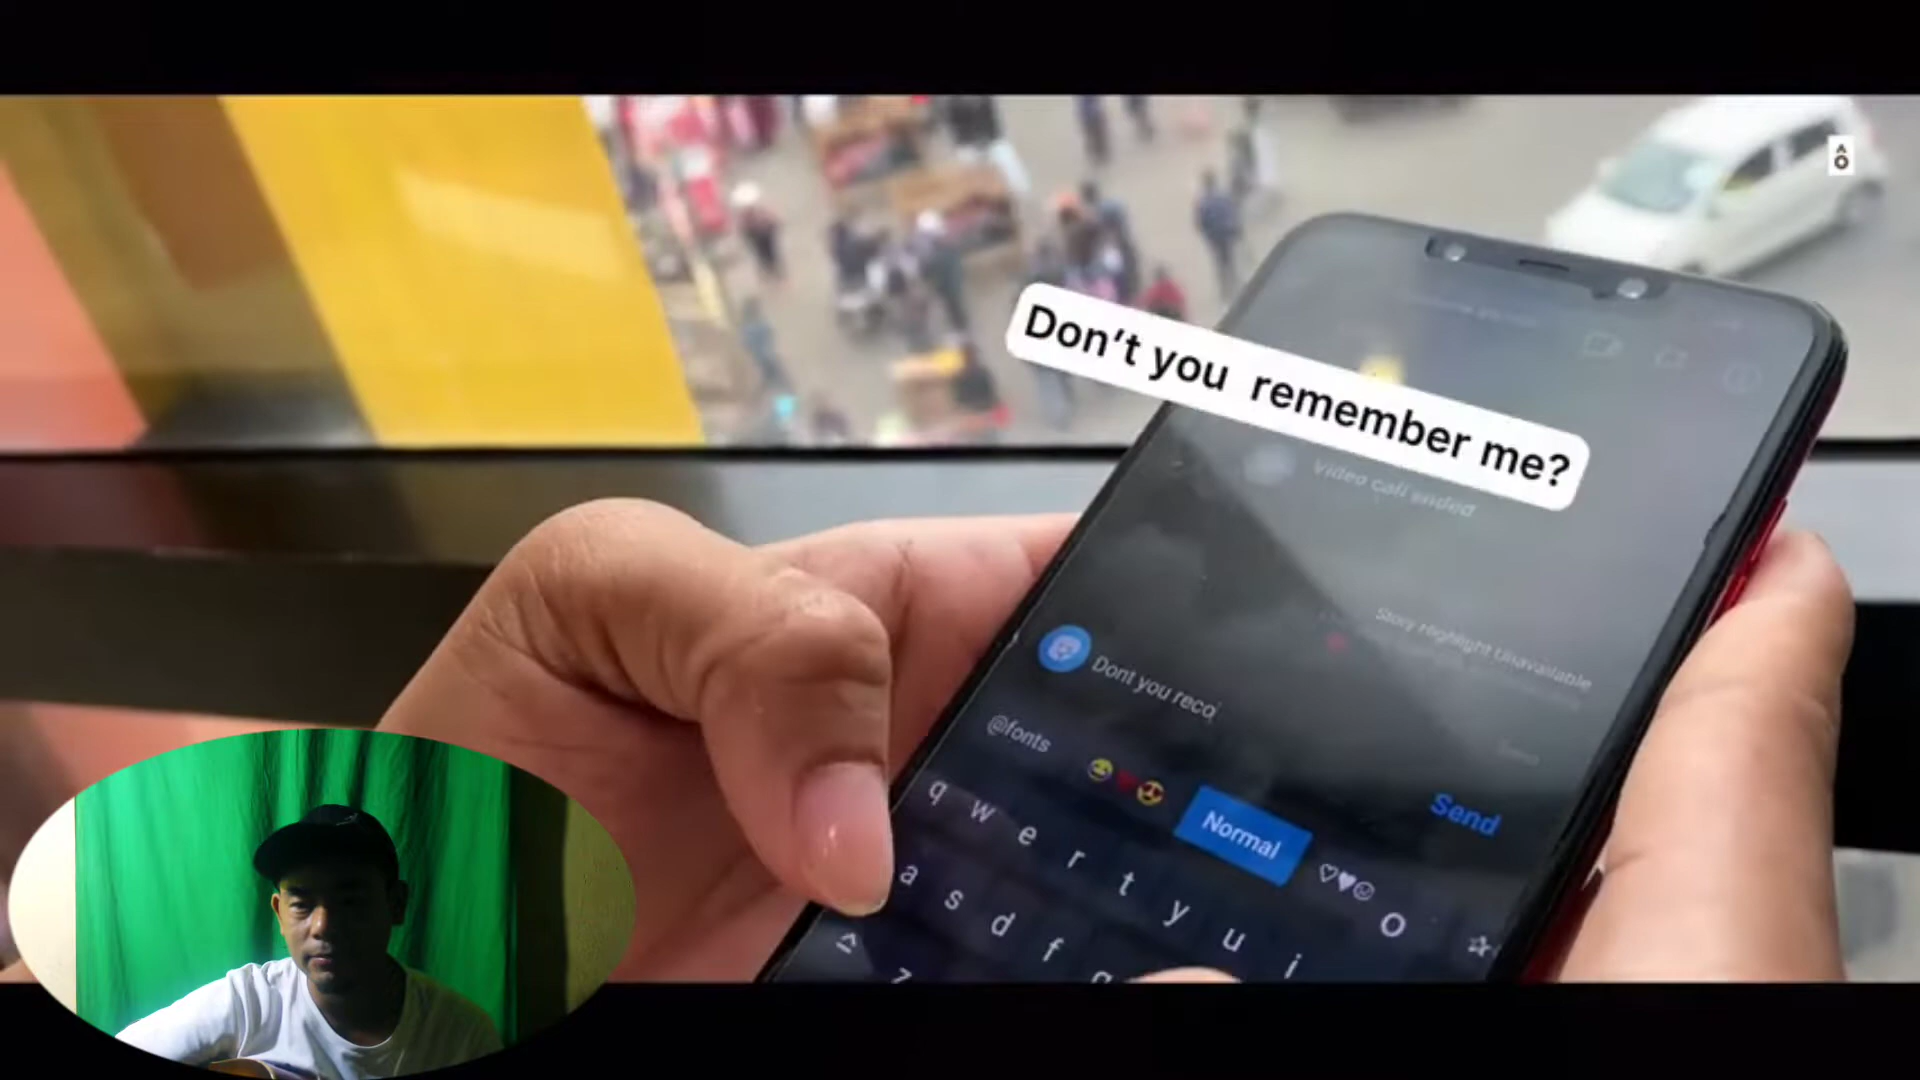 Don't you  remember me?
Video call ended
Story Highlight Unavailable
Dont you reco
@fonts
Send
Normal
q w e r t y u i o
a s d f g
z